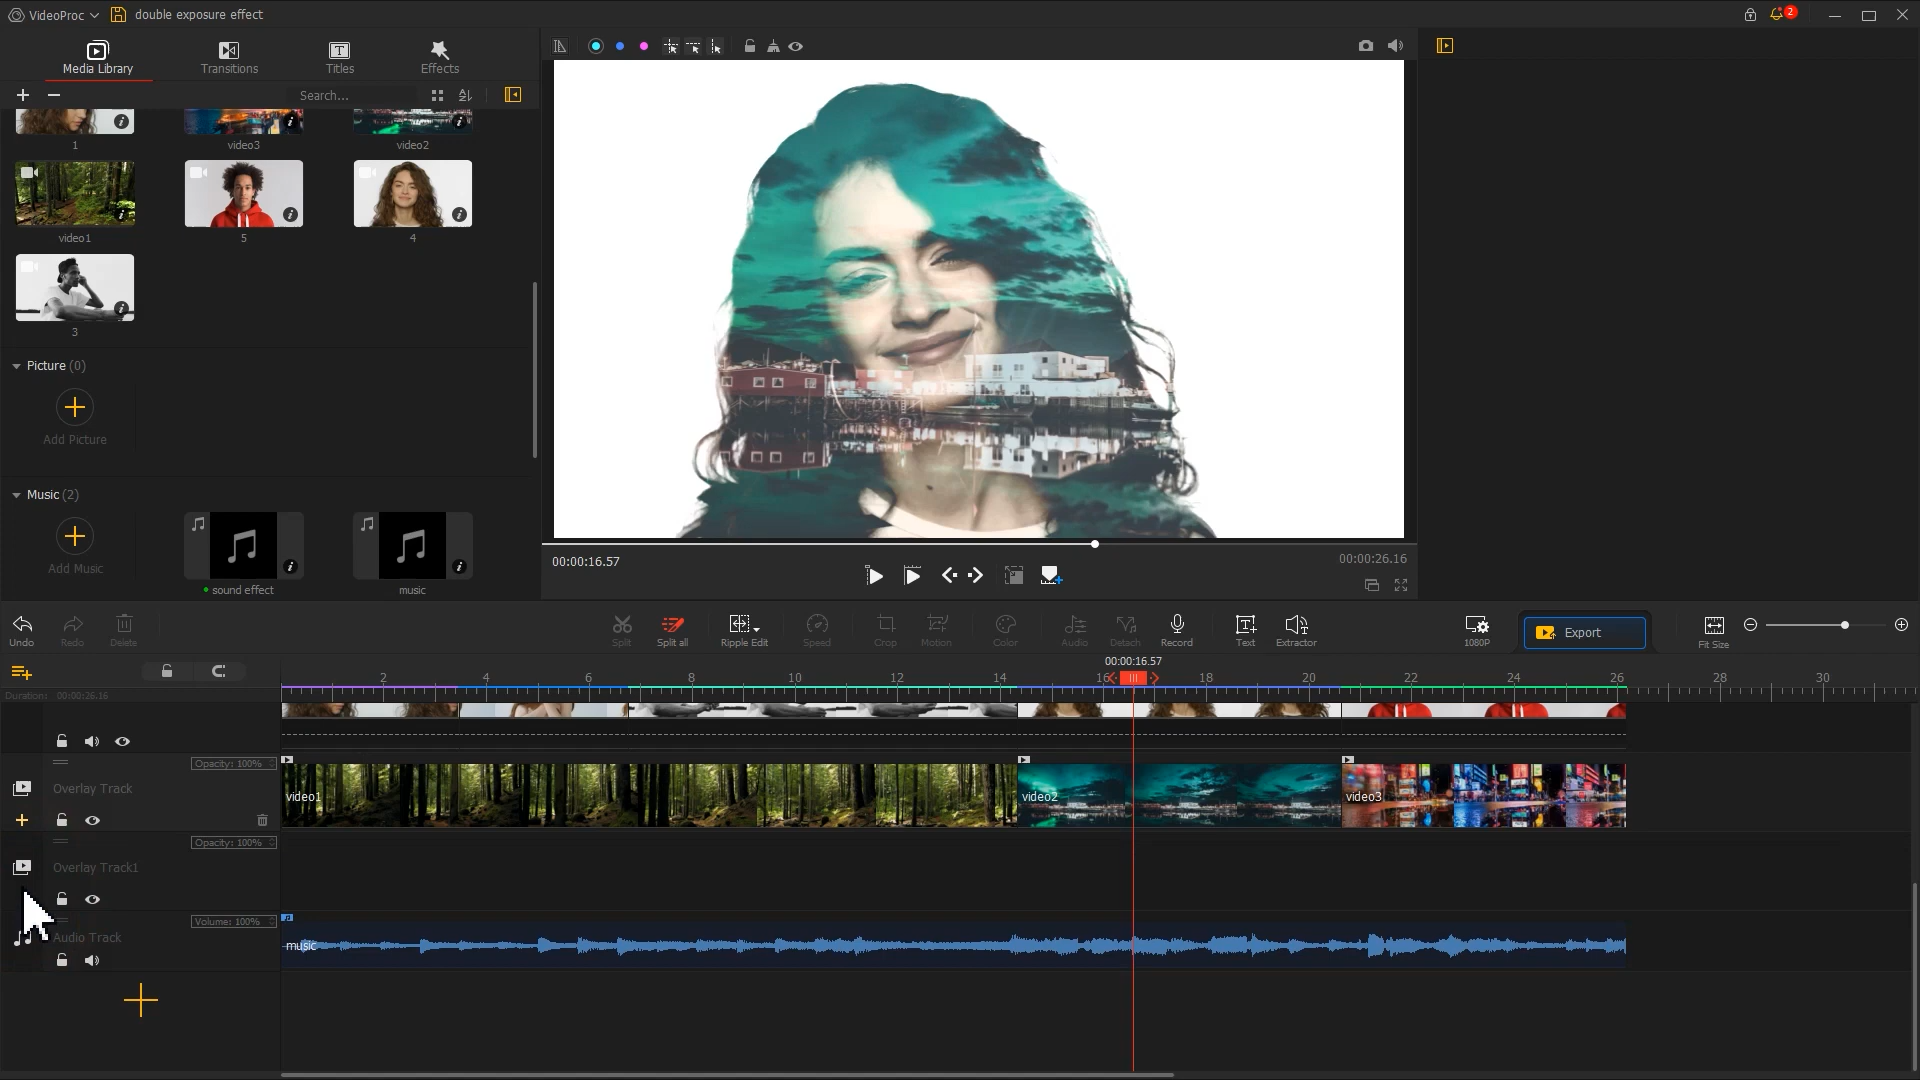 VideoProc
double exposure effect
2
Media Library
Transitions
Titles
Effects
Search...
1
video3
video2
video1
5
4
3
Picture (0)
Add Picture
Music (2)
Add Music
sound effect
music
00:00:16.57
00:00:26.16
Undo
Redo
Delete
Split
Split all
Ripple Edit
Speed
Crop
Motion
Color
Audio
Detach
Record
Text
Extractor
1080P
Export
Fit Size
00:00:16.57
2 4 6 8 10 12 14 16 18 20 22 24 26 28 30
Duration: 00:00:26.16
Opacity: 100%
Overlay Track
video1
video2
video3
Opacity: 100%
Overlay Track1
Volume: 100%
Audio Track
music